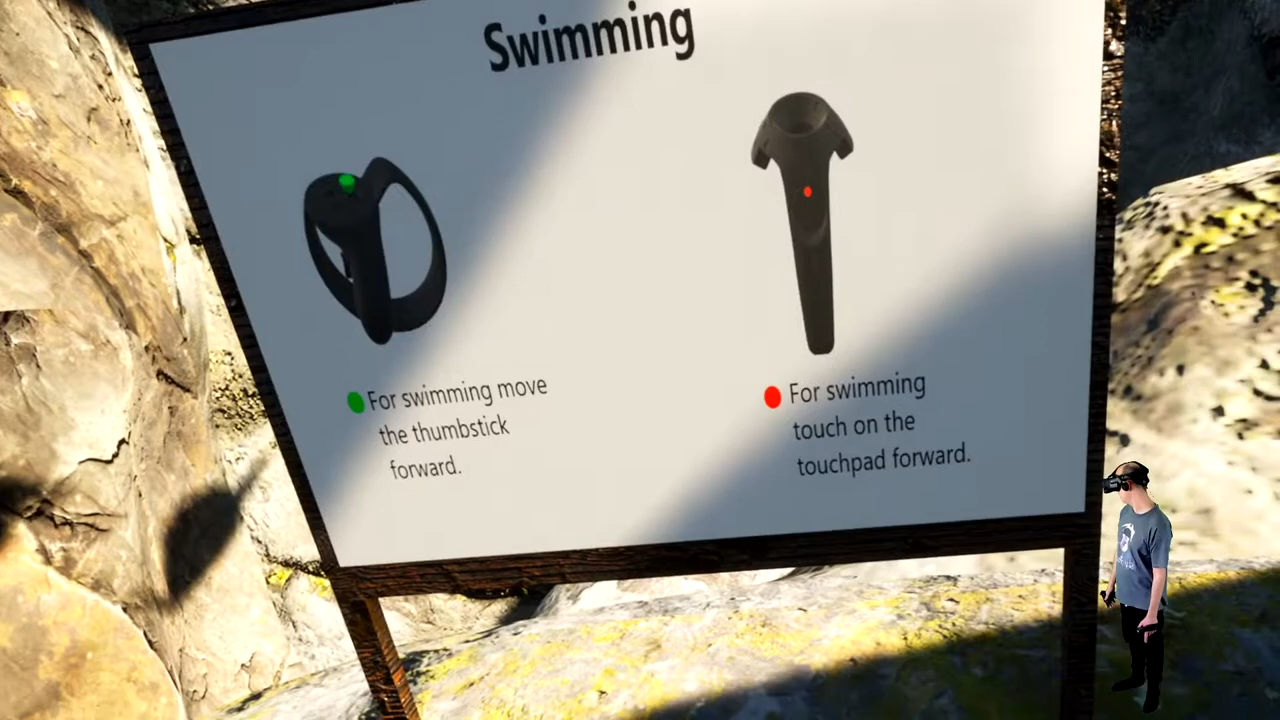 Swimming
For swimming move
the thumbstick
forward.
For swimming
touch on the
touchpad forward.